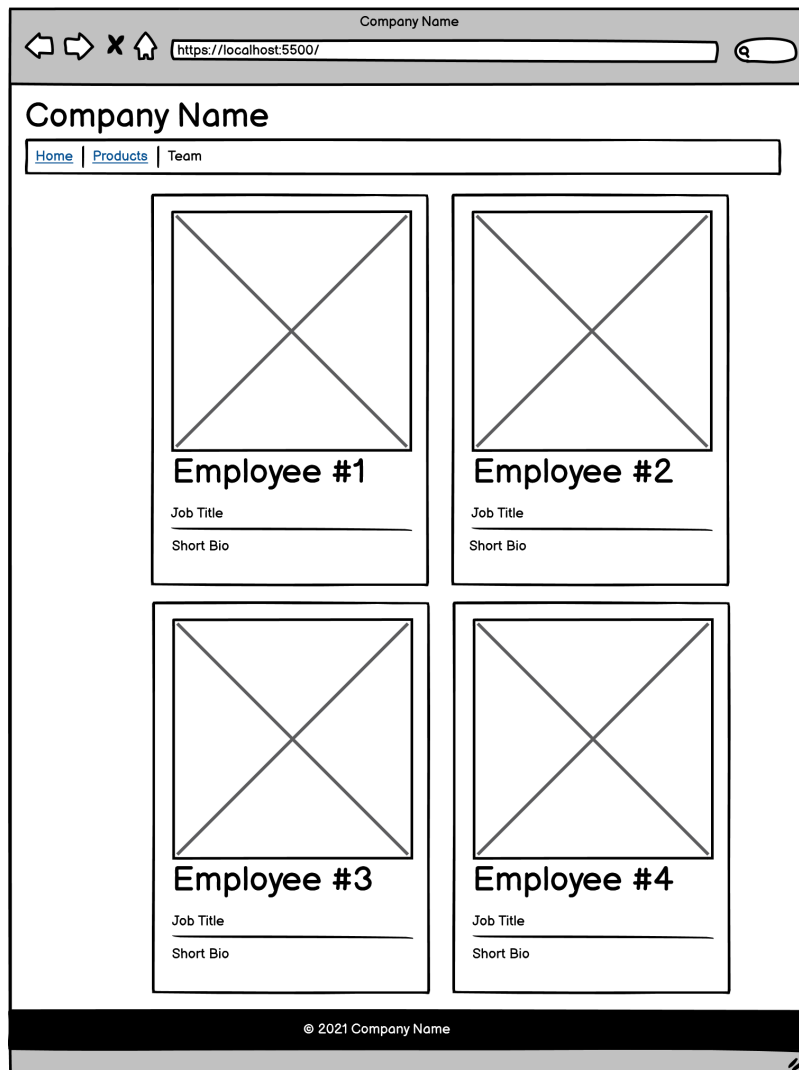 Company Name
https://localhost:5500/
Company Name
Home | Products | Team
Employee #1
Job Title
Short Bio
Employee #2
Job Title
Short Bio
Employee #3
Job Title
Short Bio
Employee #4
Job Title
Short Bio
© 2021 Company Name